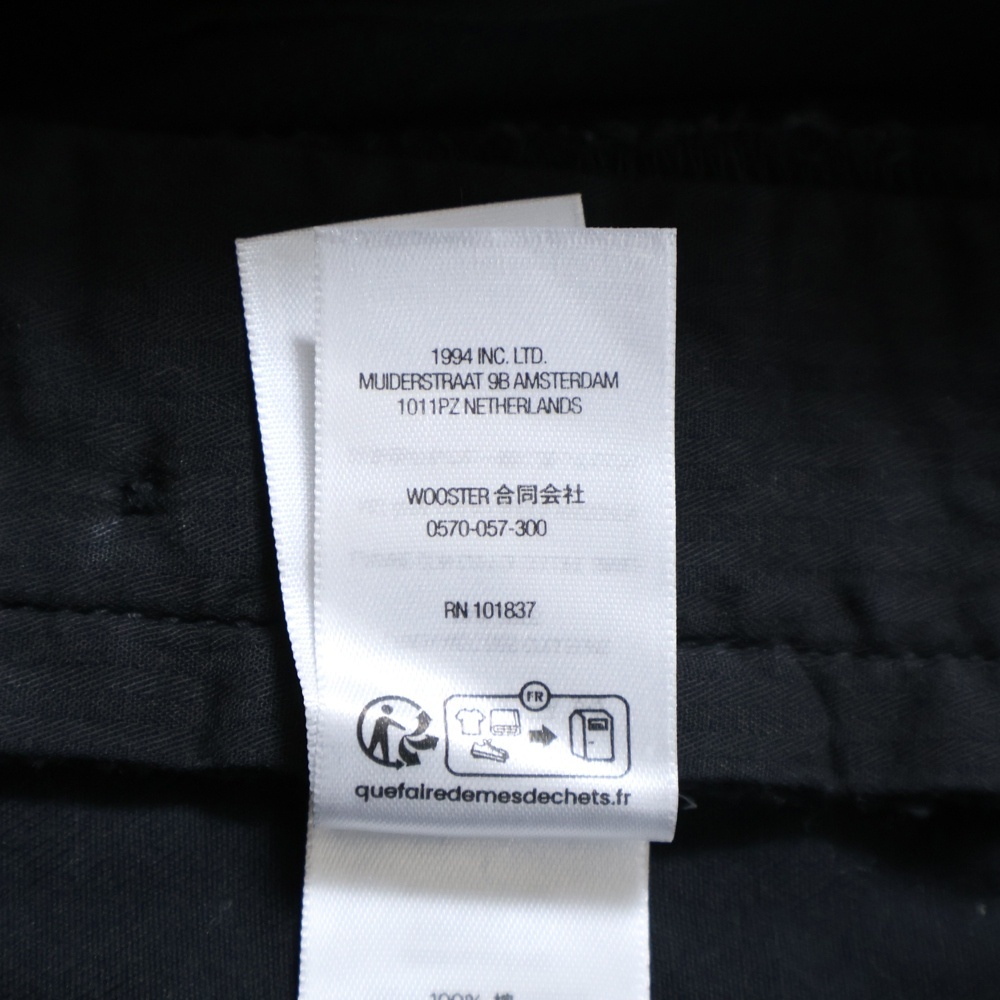 1994 INC. LTD.
MUIDERSTRAAT 9B AMSTERDAM
1011PZ NETHERLANDS
WOOSTER 合同会社
0570-057-300
RN 101837
FR
quefairedemesdechets.fr
100%